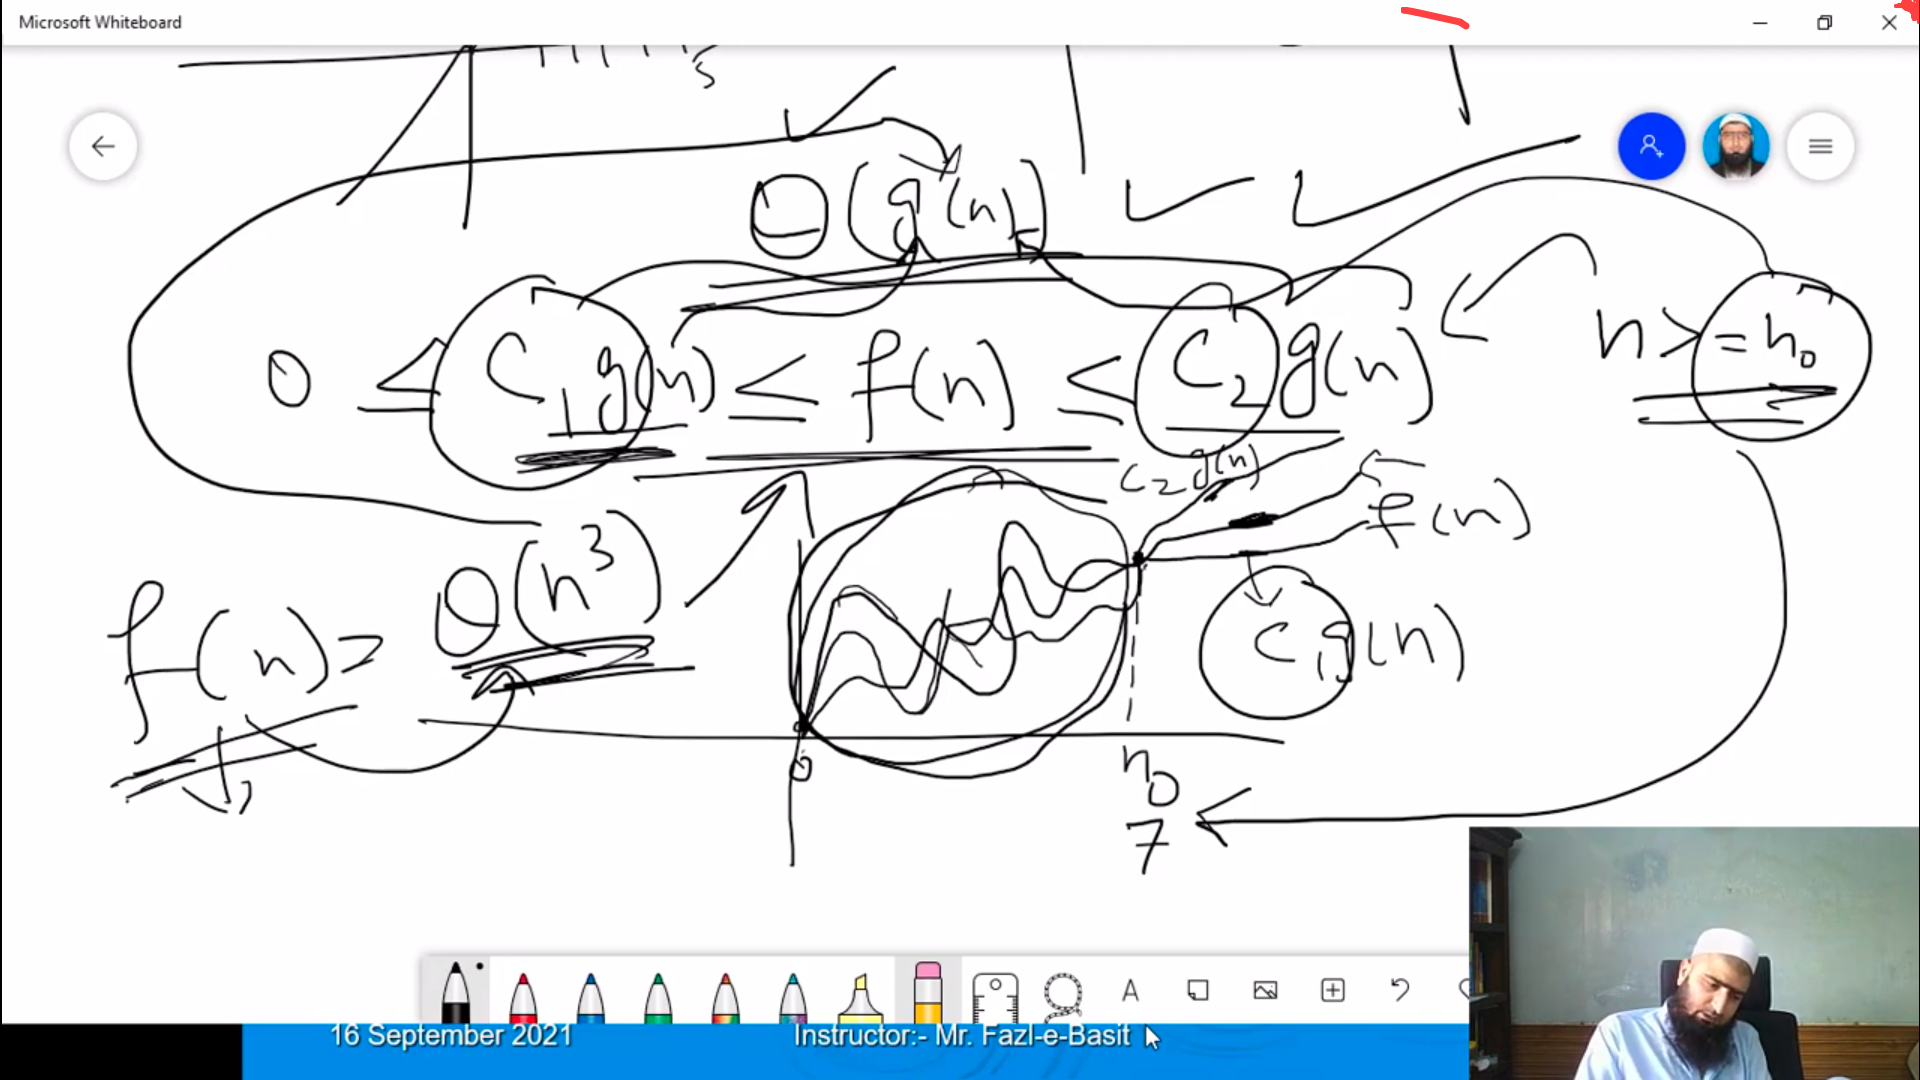 Microsoft Whiteboard
5
Θ(g(n))
0 ≤ C1g(n) ≤ f(n) ≤ C2g(n) n >= n0
C2g(n)
f(n)
f(n) = Θ(n³)
C1g(n)
0
n0
7
A
16 September 2021 Instructor:- Mr. Fazl-e-Basit